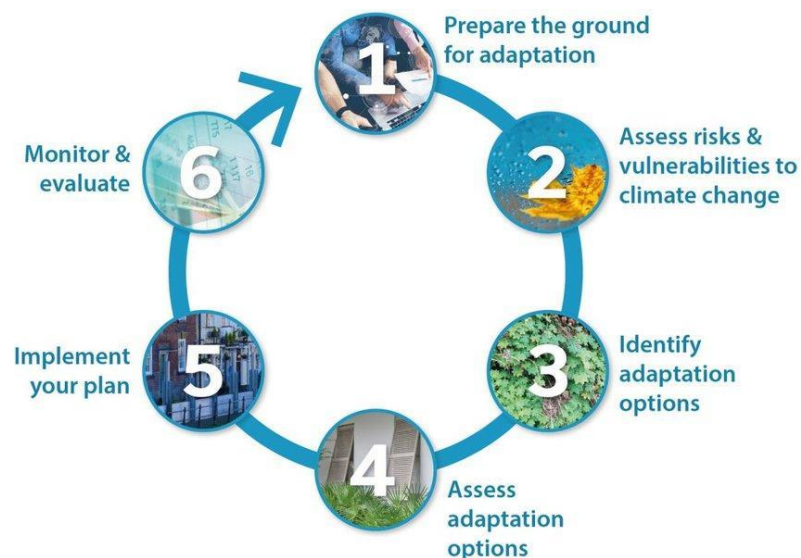 1
Prepare the ground
for adaptation
2
Assess risks &
vulnerabilities to
climate change
3
Identify
adaptation
options
4
Assess
adaptation
options
5
Implement
your plan
6
Monitor &
evaluate